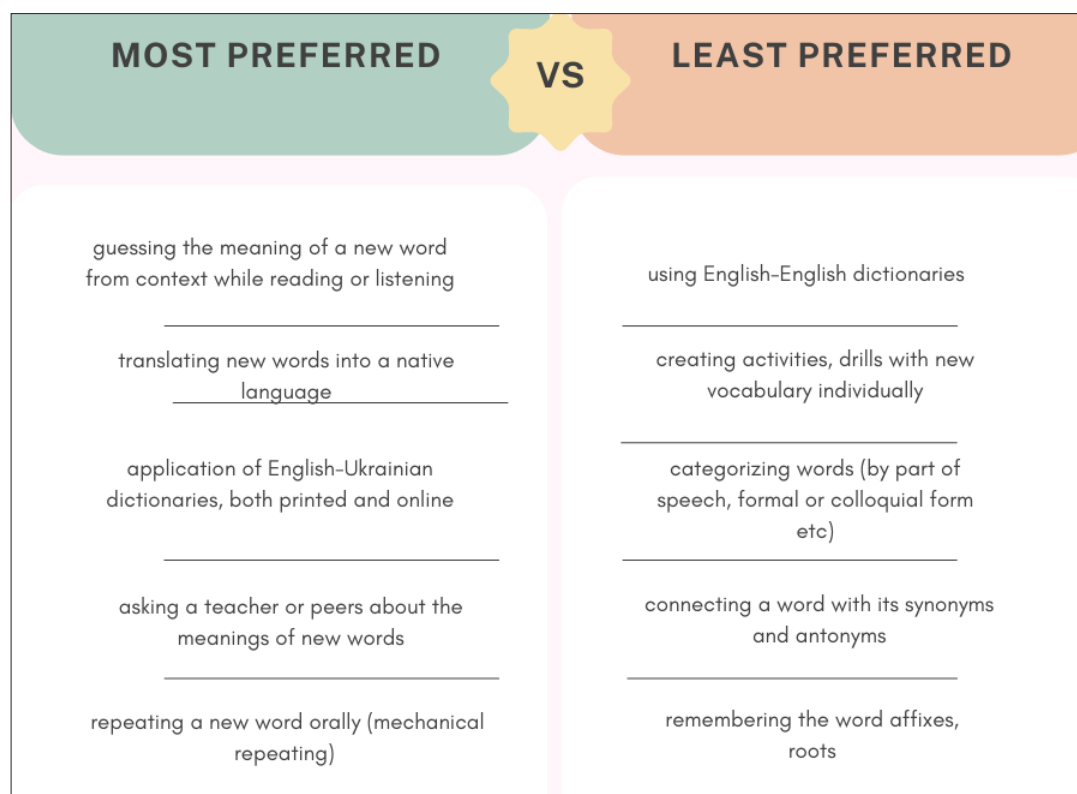 MOST PREFERRED
VS
LEAST PREFERRED
guessing the meaning of a new word
from context while reading or listening
translating new words into a native
language
application of English-Ukrainian
dictionaries, both printed and online
asking a teacher or peers about the
meanings of new words
repeating a new word orally (mechanical
repeating)
using English-English dictionaries
creating activities, drills with new
vocabulary individually
categorizing words (by part of
speech, formal or colloquial form
etc)
connecting a word with its synonyms
and antonyms
remembering the word affixes,
roots